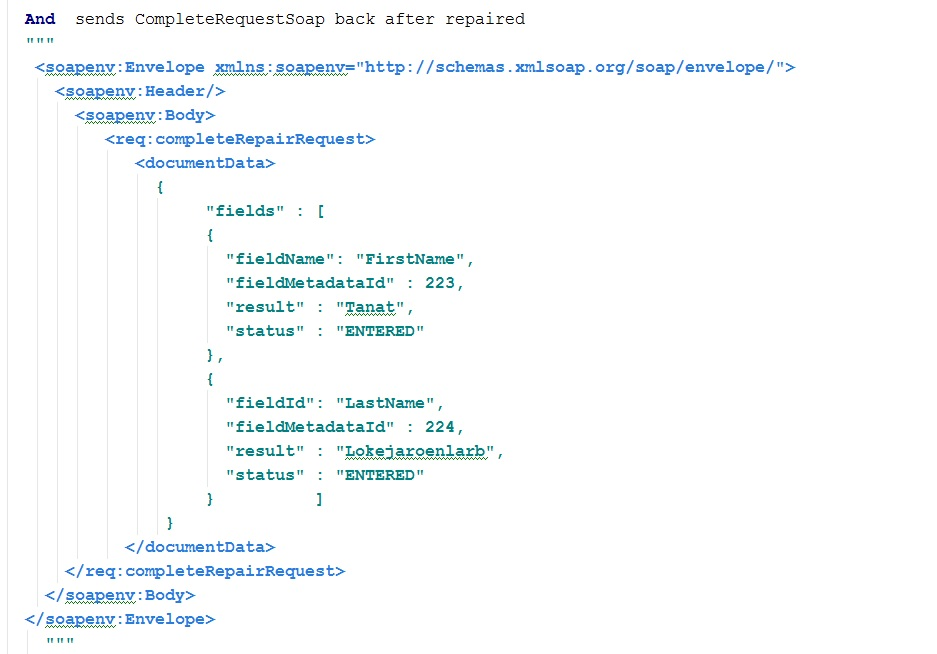 And  sends CompleteRequestSoap back after repaired
"""
<soapenv:Envelope xmlns:soapenv="http://schemas.xmlsoap.org/soap/envelope/">
<soapenv:Header/>
<soapenv:Body>
<req:completeRepairRequest>
<documentData>
{
"fields" : [
{
"fieldName": "FirstName",
"fieldMetadataId" : 223,
"result" : "Tanat",
"status" : "ENTERED"
},
{
"fieldId": "LastName",
"fieldMetadataId" : 224,
"result" : "Lokejaroenlarb",
"status" : "ENTERED"
} ]
}
</documentData>
</req:completeRepairRequest>
</soapenv:Body>
</soapenv:Envelope>
"""